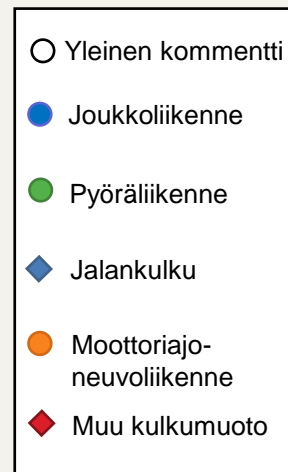 Yleinen kommentti
Joukkoliikenne
Pyöräliikenne
Jalankulku
Moottoriajo-
neuvoliikenne
Muu kulkumuoto